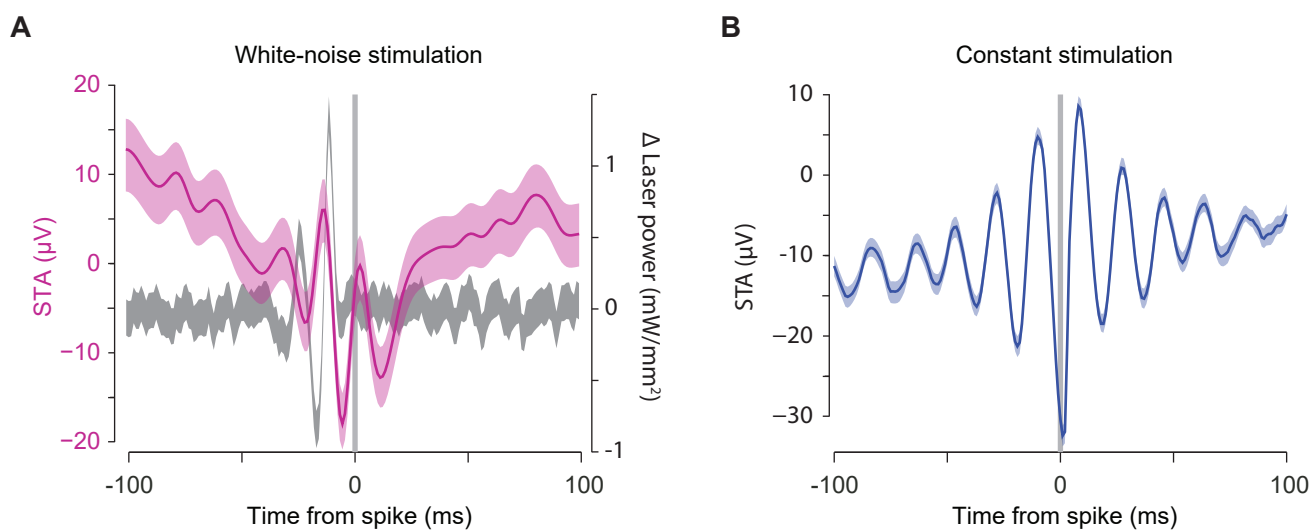 A
White-noise stimulation
20
10
0
−10
−20
STA (µV)
1
0
-1
Δ Laser power (mW/mm²)
-100
0
100
Time from spike (ms)
B
Constant stimulation
10
0
-10
−20
−30
STA (µV)
-100
0
100
Time from spike (ms)